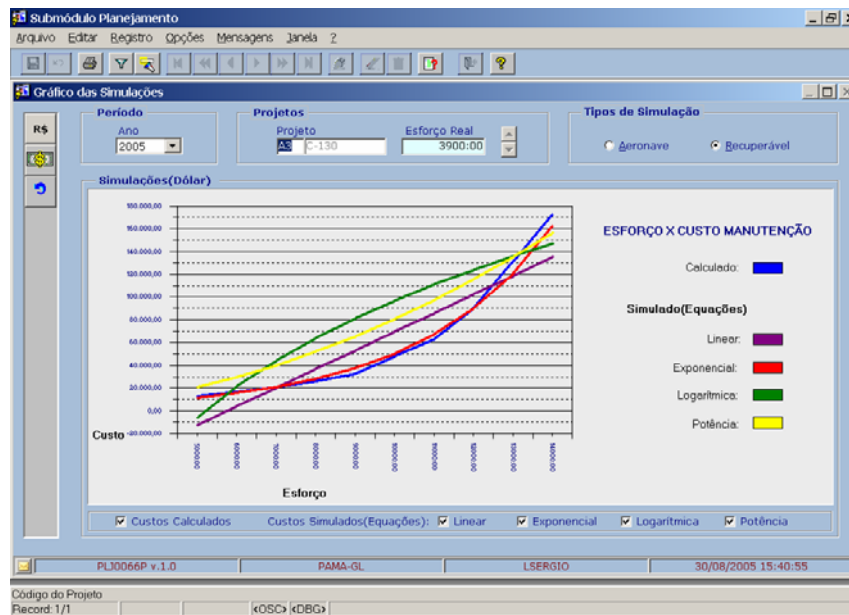 Submódulo Planejamento
Arquivo Editar Registro Opções Mensagens Janela ?
Gráfico das Simulações
R$
Período
Ano
2005
Projetos
Projeto
A3 C-130
Esforço Real
3900:00
Tipos de Simulação
Aeronave
Recuperável
Simulações(Dólar)
180.000,00
160.000,00
140.000,00
120.000,00
100.000,00
80.000,00
60.000,00
40.000,00
20.000,00
0,00
-20.000,00
Custo
Esforço
ESFORÇO X CUSTO MANUTENÇÃO
Calculado:
Simulado(Equações)
Linear:
Exponencial:
Logarítmica:
Potência:
Custos Calculados
Custos Simulados(Equações):
Linear
Exponencial
Logarítmica
Potência
PLJ0066P v.1.0
PAMA-GL
LSERGIO
30/08/2005 15:40:55
Código do Projeto
Record: 1/1
<OSC> <DBG>